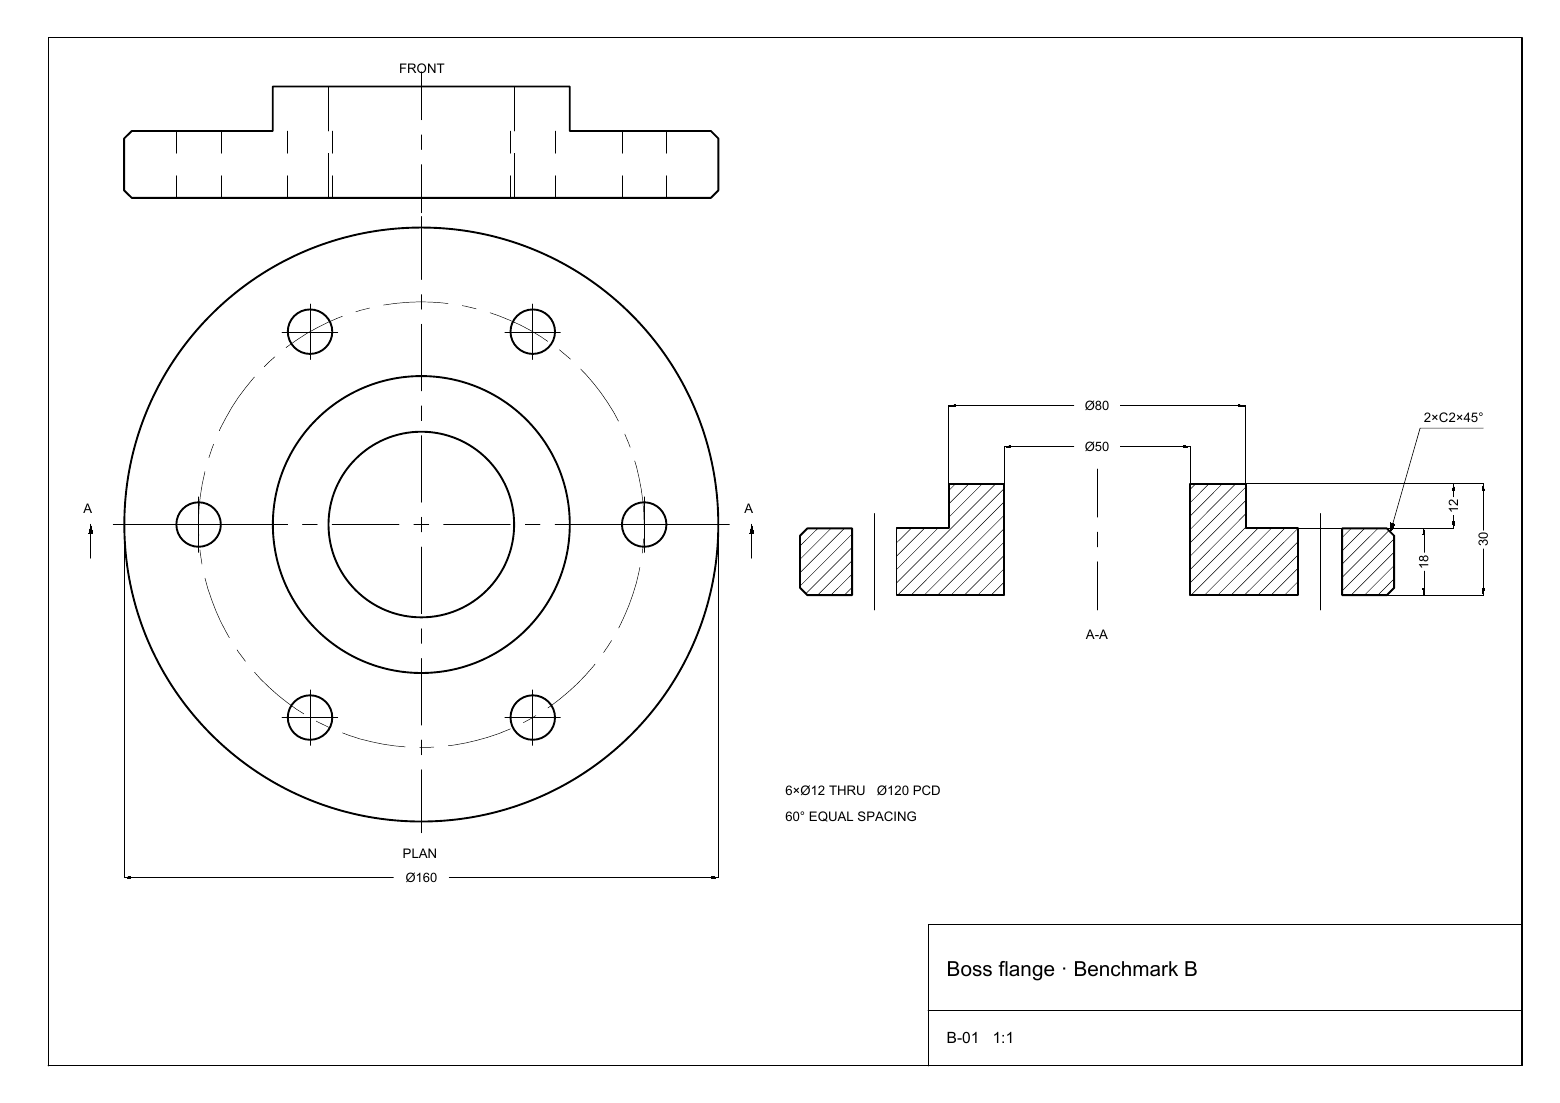 FRONT
A
A
PLAN
Ø160
Ø80
Ø50
2×C2×45°
12
30
18
A-A
6×Ø12 THRU   Ø120 PCD
60° EQUAL SPACING
Boss flange · Benchmark B
B-01   1:1